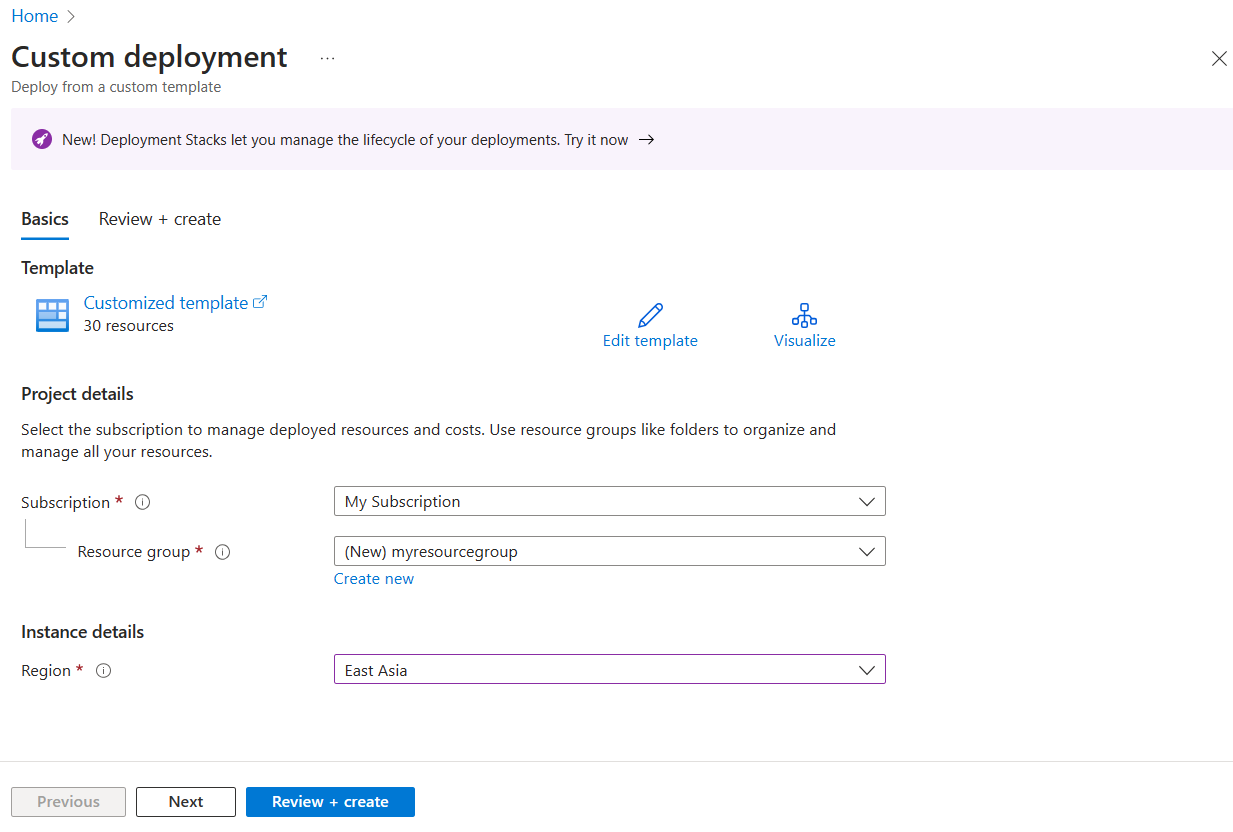 Home
Custom deployment ...
Deploy from a custom template
New! Deployment Stacks let you manage the lifecycle of your deployments. Try it now →
Basics Review + create
Template
Customized template
30 resources
Edit template Visualize
Project details
Select the subscription to manage deployed resources and costs. Use resource groups like folders to organize and
manage all your resources.
Subscription * My Subscription
Resource group * (New) myresourcegroup
Create new
Instance details
Region * East Asia
Previous Next Review + create